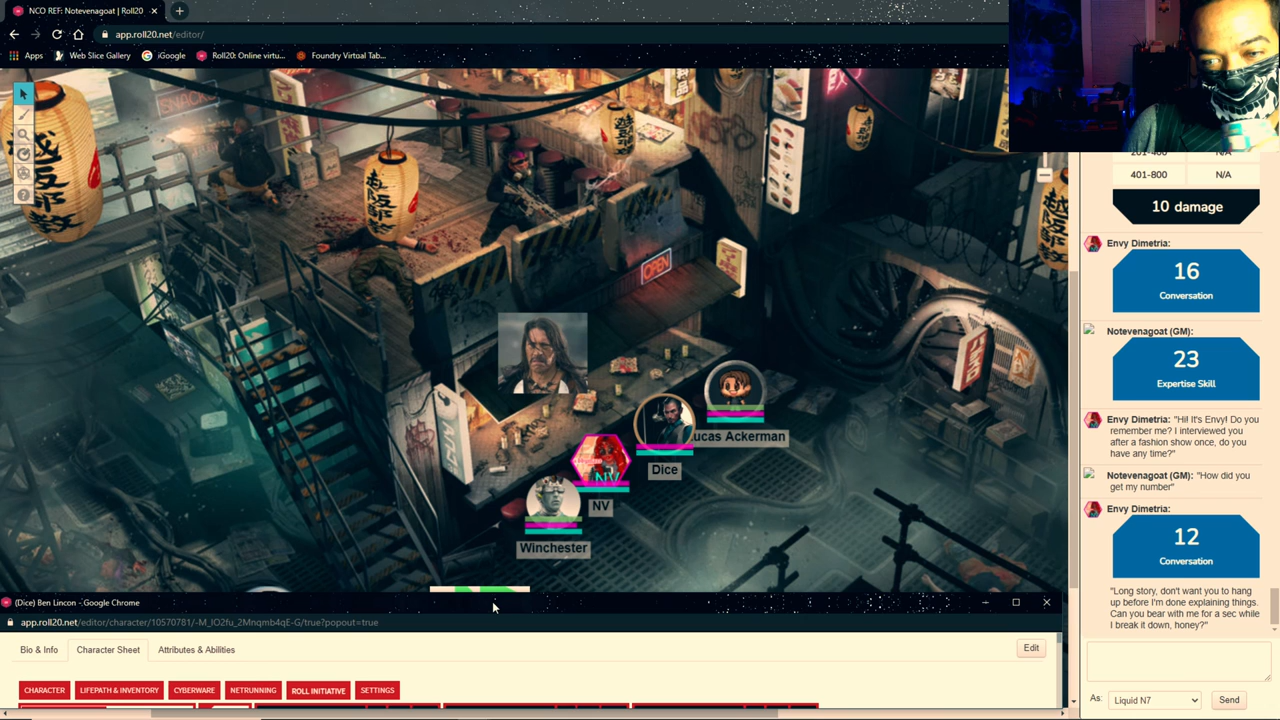 NCO REF: Notevenagoat | Roll20
app.roll20.net/editor/
Apps
Web Slice Gallery
iGoogle
Roll20: Online virtu...
Foundry Virtual Tab...
SNACKS
OPEN
Lucas Ackerman
Dice
NV
NV
Winchester
201-400 N/A
401-800 N/A
10 damage
Envy Dimetria:
16
Conversation
Notevenagoat (GM):
23
Expertise Skill
Envy Dimetria: "Hi! It's Envy! Do you
remember me? I interviewed you
after a fashion show once, do you
have any time?"
Notevenagoat (GM): "How did you
get my number"
Envy Dimetria:
12
Conversation
"Long story, don't want you to hang
up before I'm done explaining things.
Can you bear with me for a sec while
I break it down, honey?"
As: Liquid N7 Send
(Dice) Ben Lincon - Google Chrome
app.roll20.net/editor/character/10570781/-M_IO2fu_2Mnqmb4qE-G/true?popout=true
Bio & Info
Character Sheet
Attributes & Abilities
Edit
CHARACTER
LIFEPATH & INVENTORY
CYBERWARE
NETRUNNING
ROLL INITIATIVE
SETTINGS